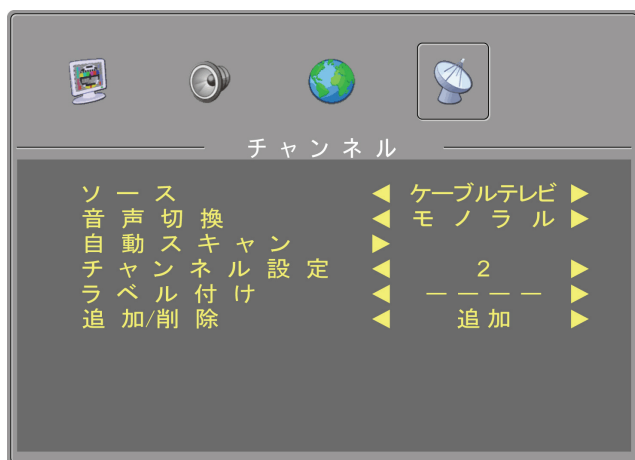 チャンネル
ソース ◀ ケーブルテレビ ▶
音声切換 ◀ モノラル ▶
自動スキャン ▶
チャンネル設定 ◀ 2 ▶
ラベル付け ◀ ーーーー ▶
追加/削除 ◀ 追加 ▶